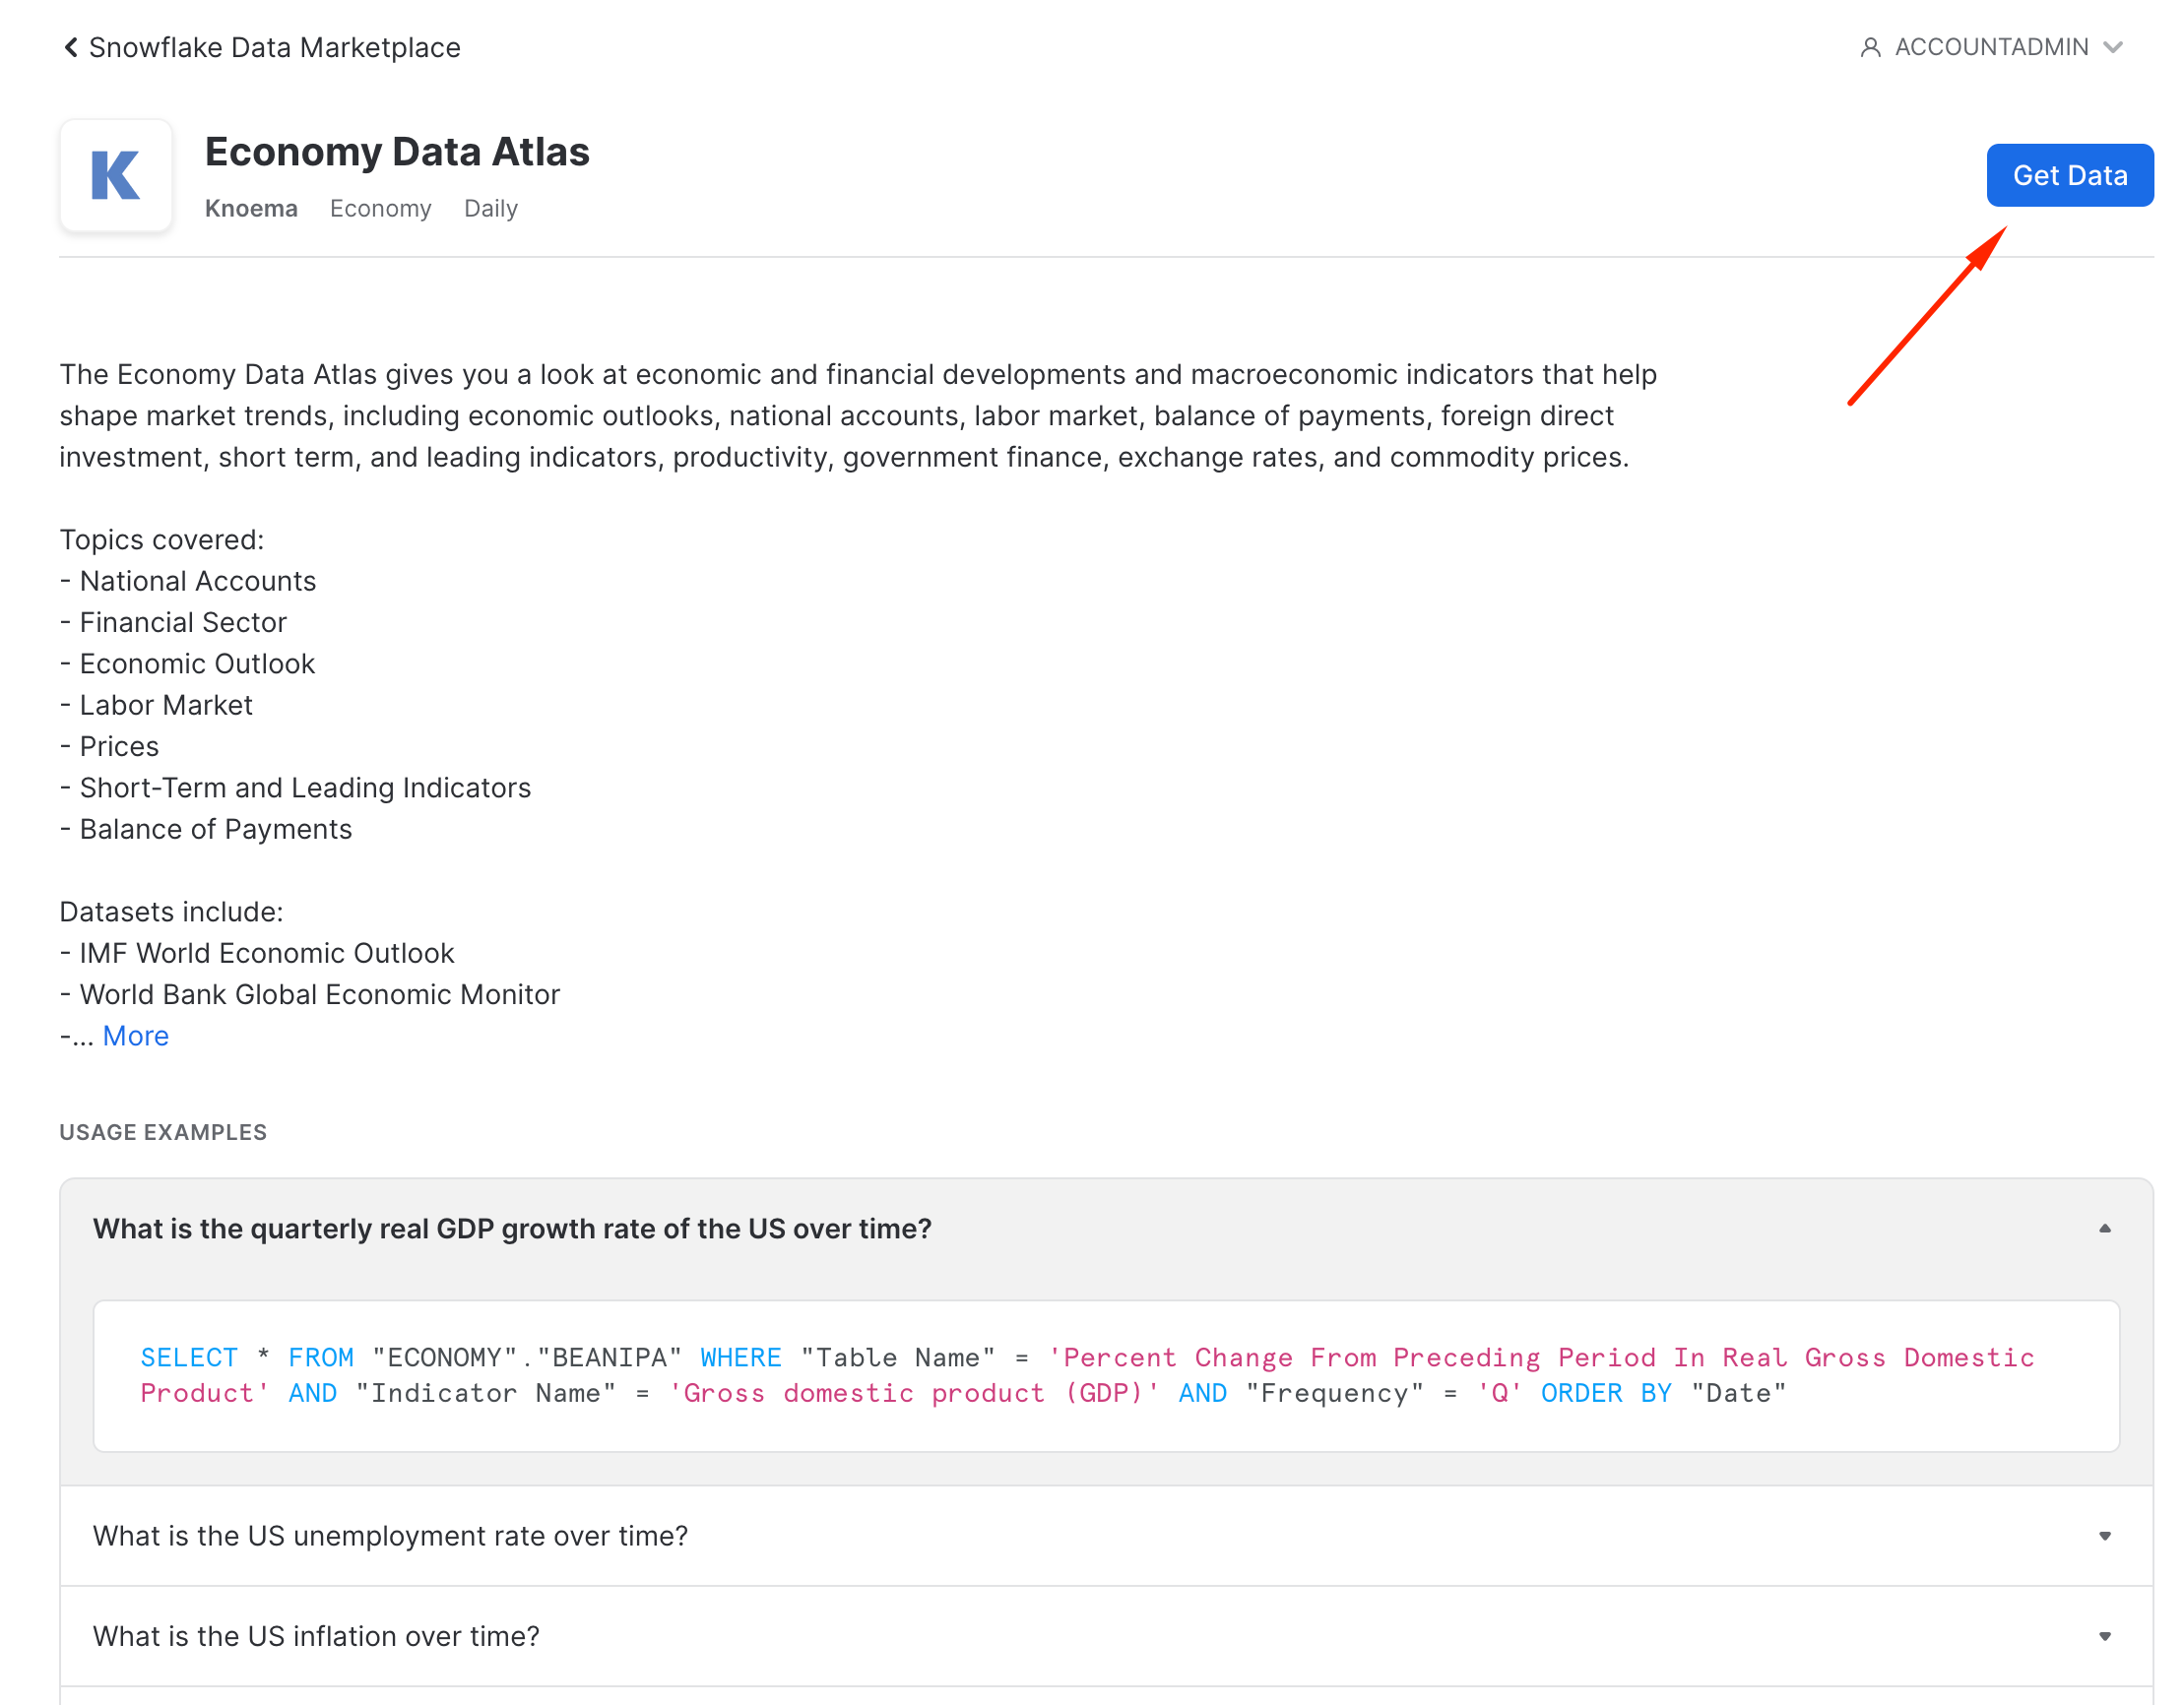 Snowflake Data Marketplace
ACCOUNTADMIN
K
Economy Data Atlas
Knoema Economy Daily
Get Data
The Economy Data Atlas gives you a look at economic and financial developments and macroeconomic indicators that help
shape market trends, including economic outlooks, national accounts, labor market, balance of payments, foreign direct
investment, short term, and leading indicators, productivity, government finance, exchange rates, and commodity prices.
Topics covered:
- National Accounts
- Financial Sector
- Economic Outlook
- Labor Market
- Prices
- Short-Term and Leading Indicators
- Balance of Payments
Datasets include:
- IMF World Economic Outlook
- World Bank Global Economic Monitor
-... More
USAGE EXAMPLES
What is the quarterly real GDP growth rate of the US over time?
SELECT * FROM "ECONOMY"."BEANIPA" WHERE "Table Name" = 'Percent Change From Preceding Period In Real Gross Domestic
Product' AND "Indicator Name" = 'Gross domestic product (GDP)' AND "Frequency" = 'Q' ORDER BY "Date"
What is the US unemployment rate over time?
What is the US inflation over time?